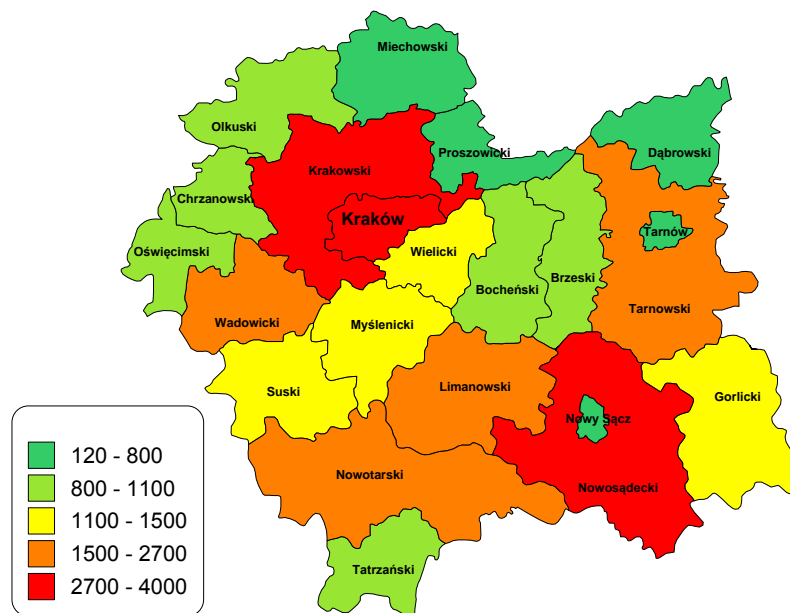 Miechowski
Olkuski
Proszowicki
Dąbrowski
Krakowski
Chrzanowski
Kraków
Tarnów
Oświęcimski
Wielicki
Brzeski
Bocheński
Tarnowski
Wadowicki
Myślenicki
Suski
Limanowski
Gorlicki
Nowy Sącz
Nowotarski
Nowosądecki
Tatrzański
120 - 800
800 - 1100
1100 - 1500
1500 - 2700
2700 - 4000